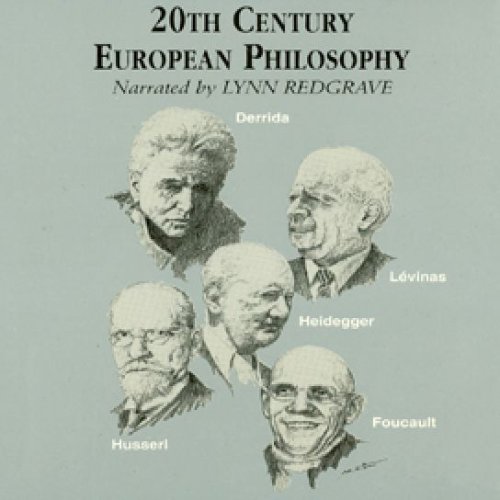 20TH CENTURY
EUROPEAN PHILOSOPHY
Narrated by LYNN REDGRAVE
Derrida
Lévinas
Heidegger
Foucault
Husserl